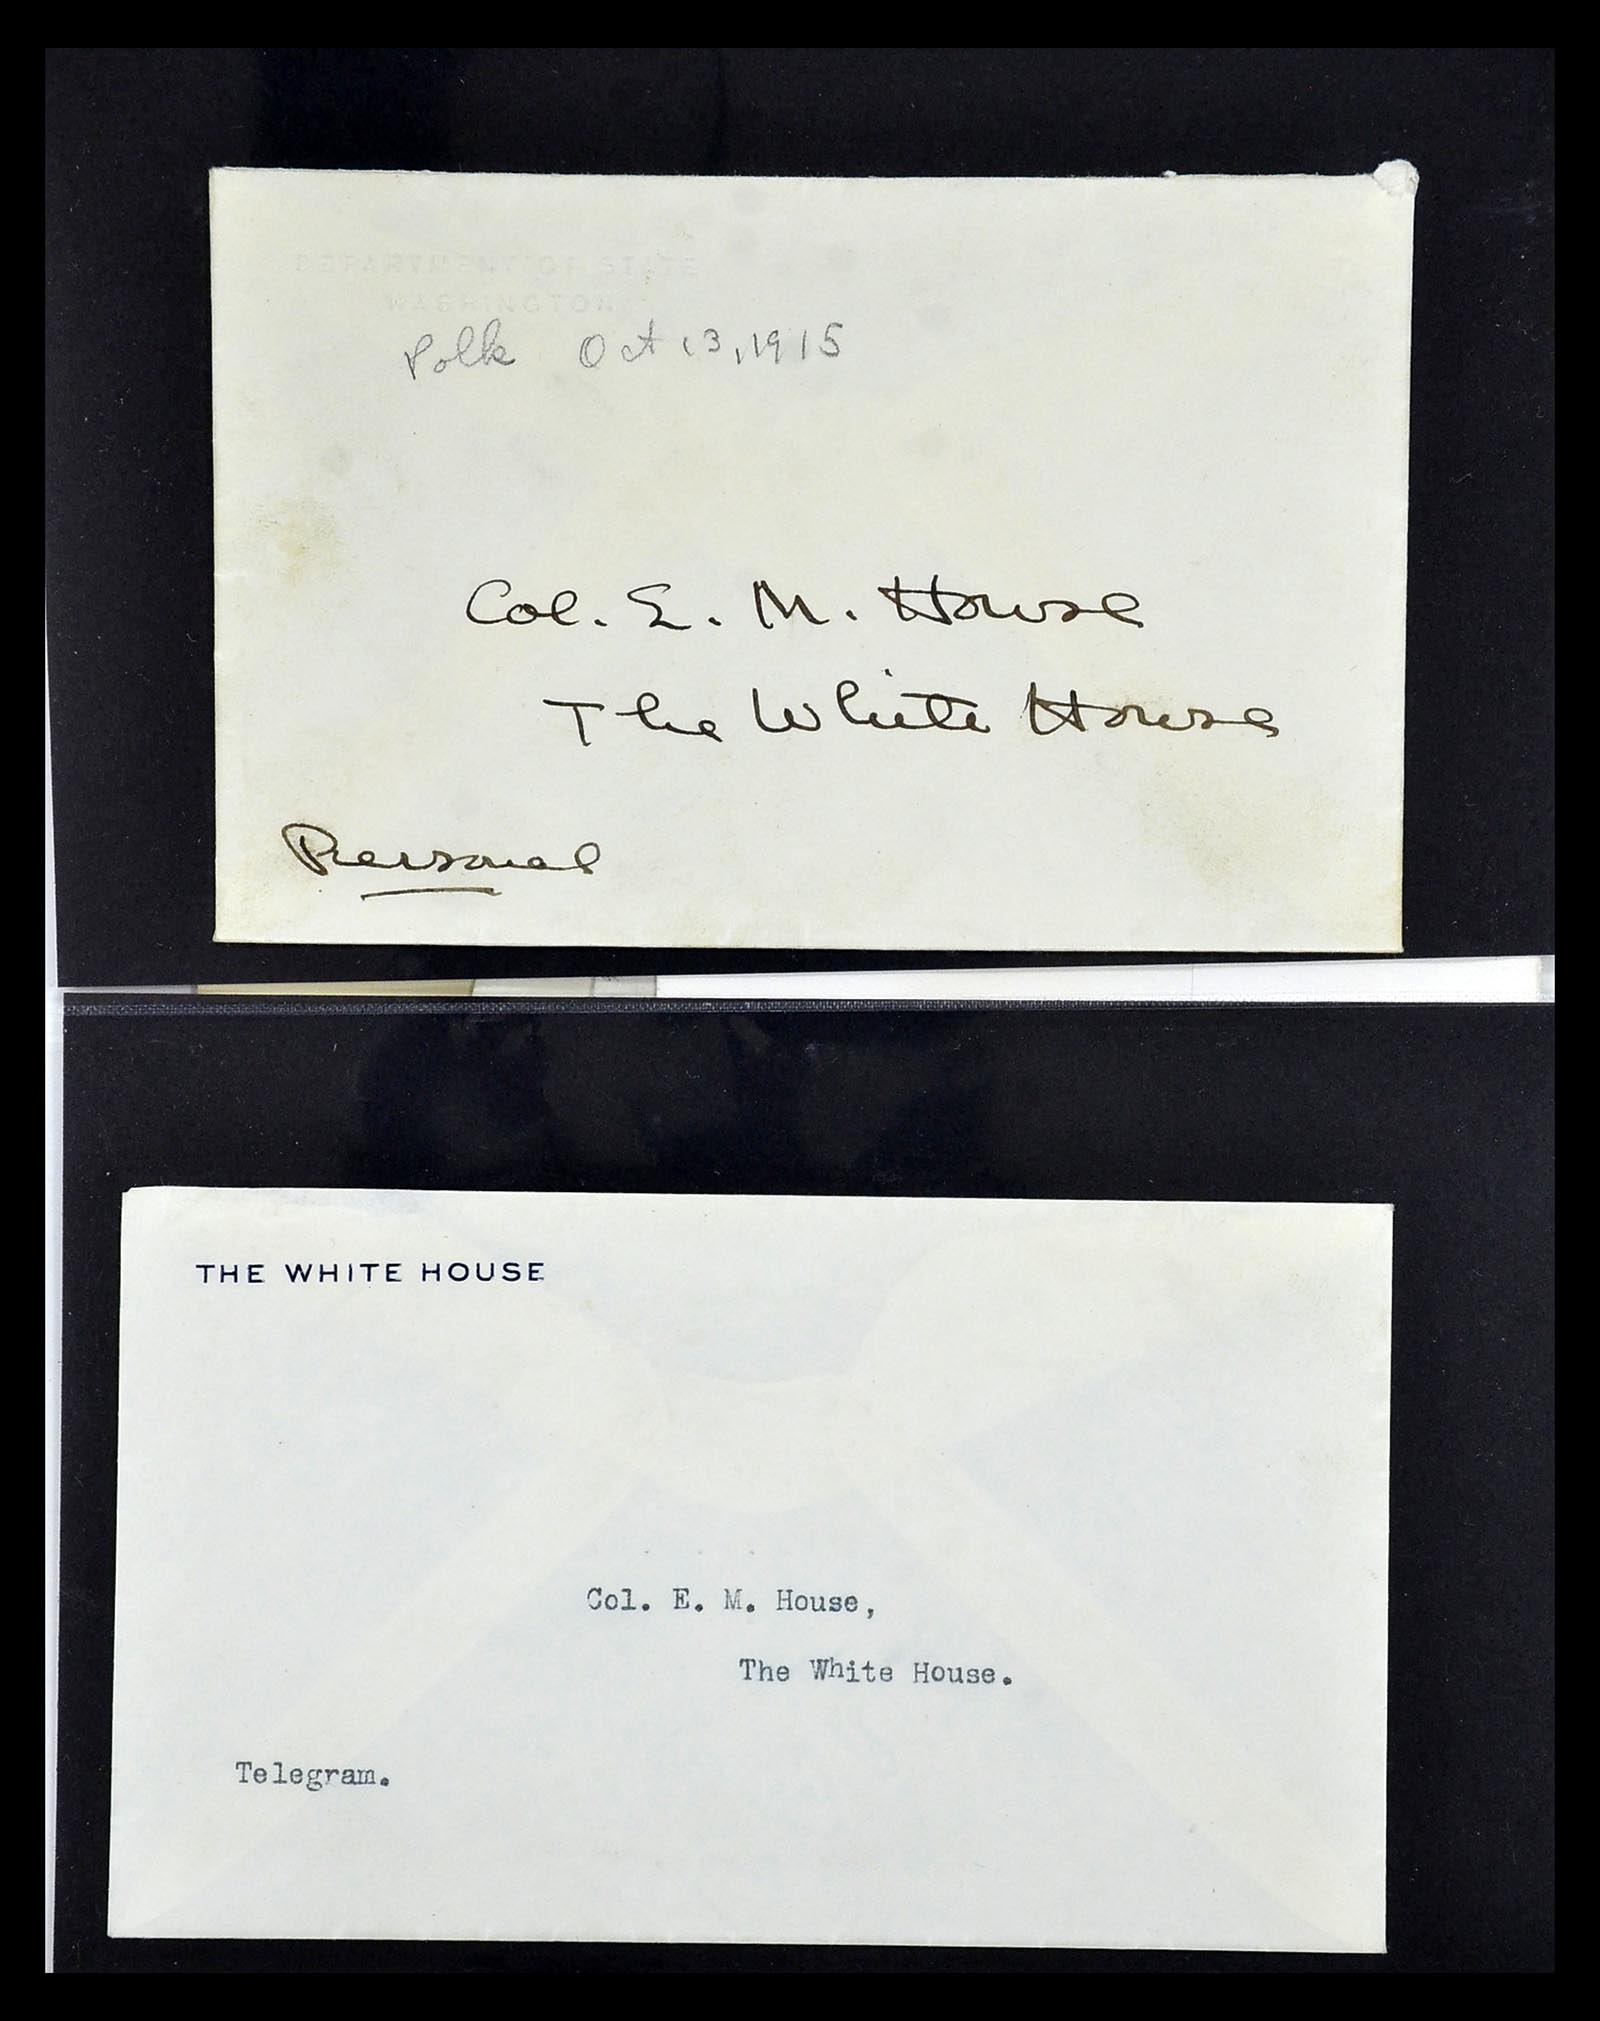 DEPARTMENT OF STATE
WASHINGTON
Polk Oct 13, 1915
Col. E. M. House
The White House
Personal
THE WHITE HOUSE
Col. E. M. House,
The White House.
Telegram.